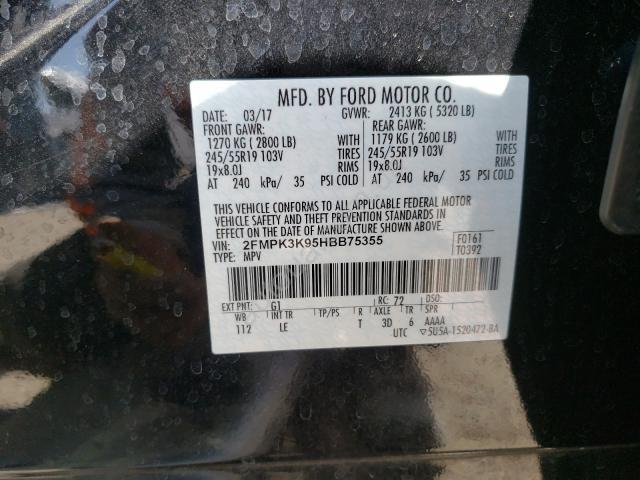 MFD. BY FORD MOTOR CO.
DATE: 03/17 GVWR: 2413 KG ( 5320 LB)
FRONT GAWR: REAR GAWR:
1270 KG ( 2800 LB) WITH 1179 KG ( 2600 LB) WITH
245/55R19 103V TIRES 245/55R19 103V TIRES
19x8.0J RIMS 19x8.0J RIMS
AT 240 kPa/ 35 PSI COLD AT 240 kPa/ 35 PSI COLD
THIS VEHICLE CONFORMS TO ALL APPLICABLE FEDERAL MOTOR
VEHICLE SAFETY AND THEFT PREVENTION STANDARDS IN
EFFECT ON THE DATE OF MANUFACTURE SHOWN ABOVE.
VIN: 2FMPK3K95HBB75355 F0161
TYPE: MPV T0392
EXT PNT: G1 RC: 72 DSO:
WB INT TR TP/PS R AXLE TR SPR
112 LE T 3D 6 AAAA
UTC ▽5U5A-1520472-BA